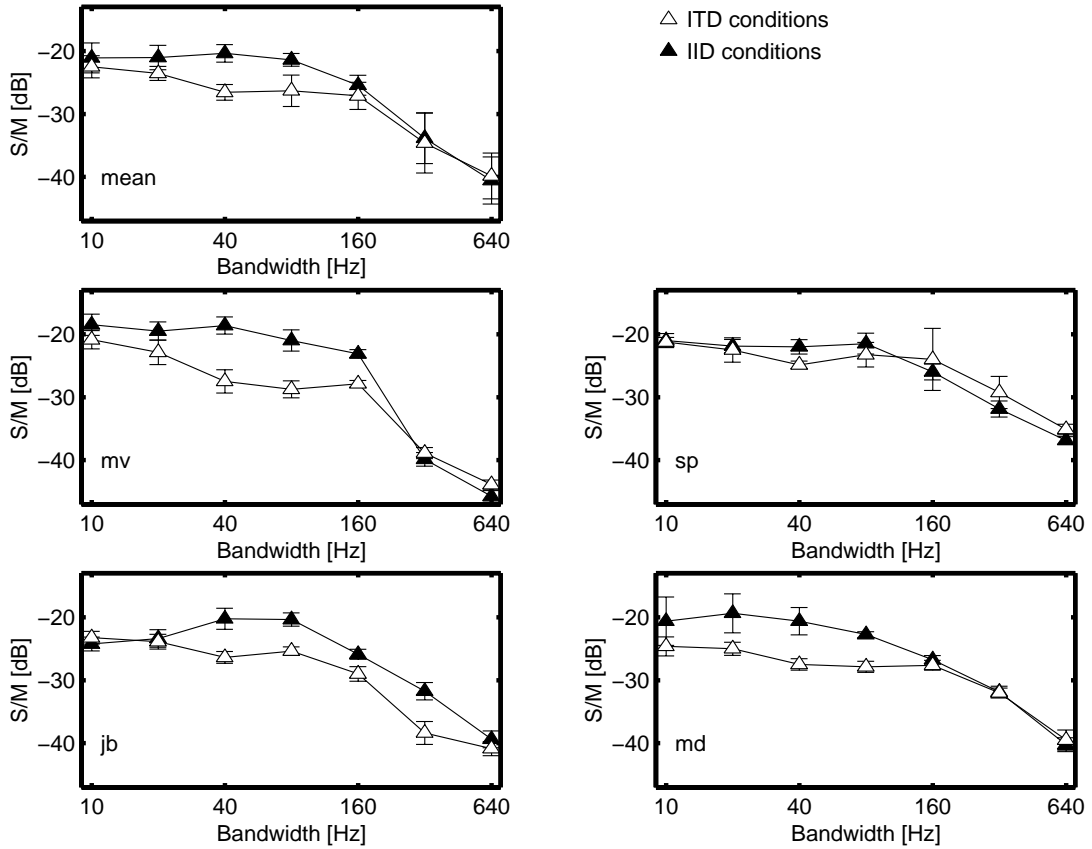 ITD conditions
IID conditions
S/M [dB]
−20
−30
−40
mean
10
40
160
640
Bandwidth [Hz]
S/M [dB]
−20
−30
−40
mv
10
40
160
640
Bandwidth [Hz]
S/M [dB]
−20
−30
−40
sp
10
40
160
640
Bandwidth [Hz]
S/M [dB]
−20
−30
−40
jb
10
40
160
640
Bandwidth [Hz]
S/M [dB]
−20
−30
−40
md
10
40
160
640
Bandwidth [Hz]